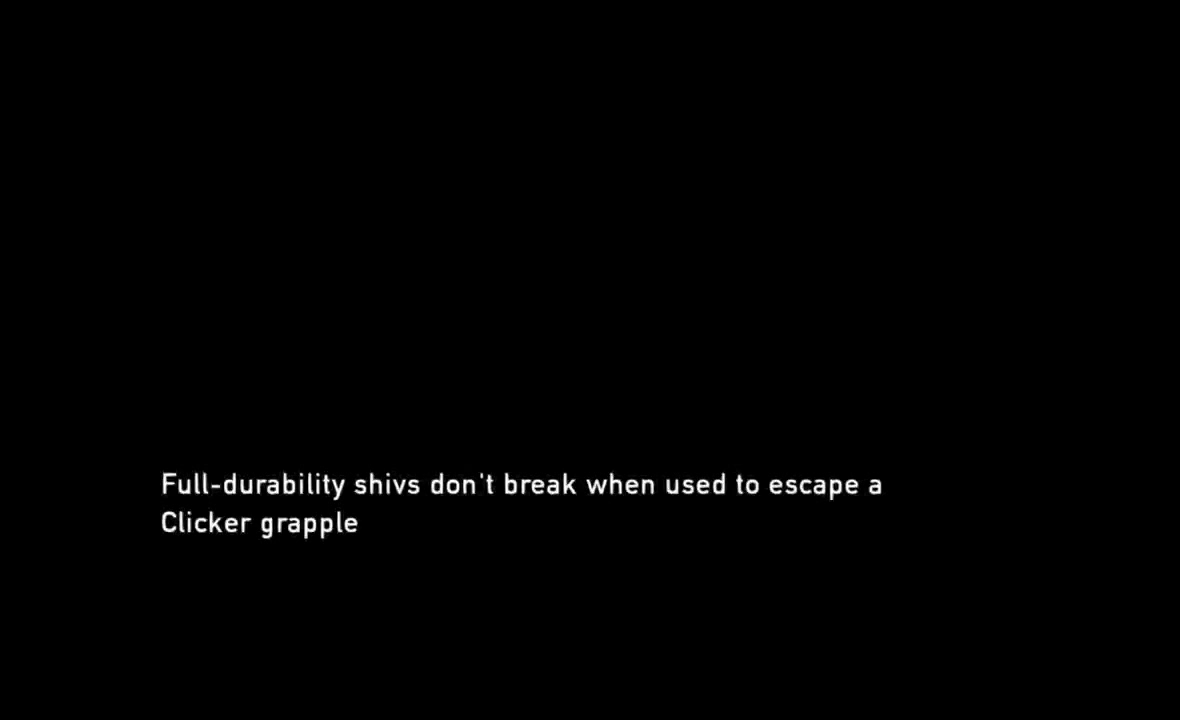 Full-durability shivs don't break when used to escape a
Clicker grapple